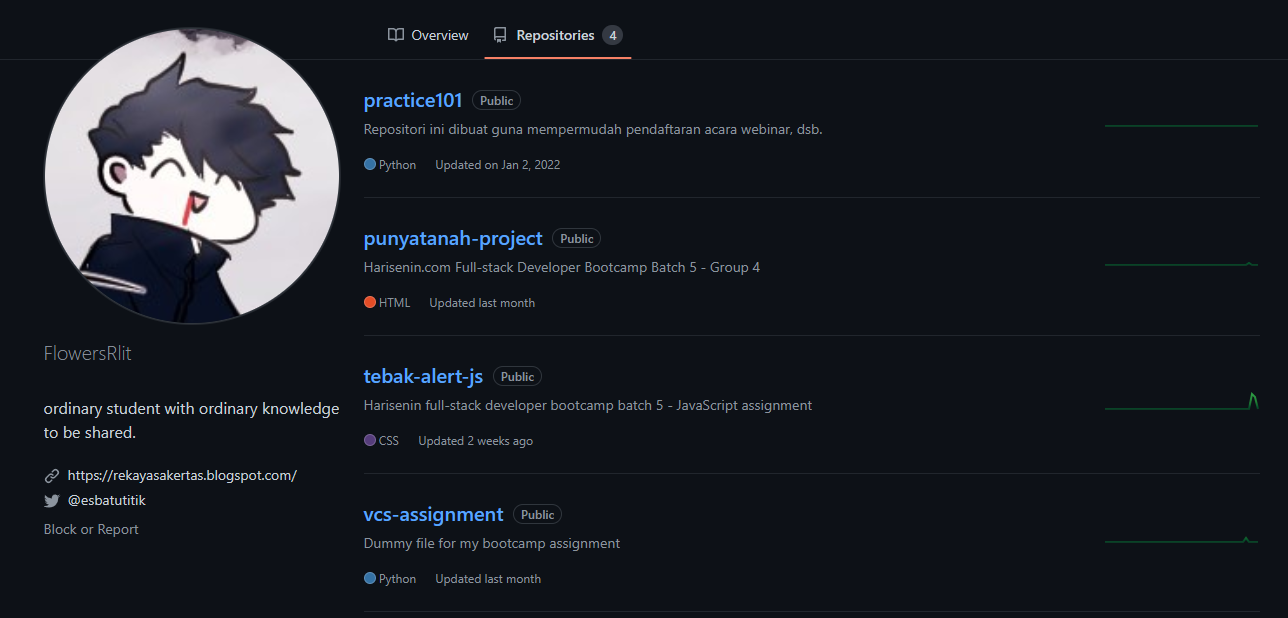 Overview Repositories 4
practice101 Public
Repositori ini dibuat guna mempermudah pendaftaran acara webinar, dsb.
Python Updated on Jan 2, 2022
punyatanah-project Public
Harisenin.com Full-stack Developer Bootcamp Batch 5 - Group 4
HTML Updated last month
tebak-alert-js Public
Harisenin full-stack developer bootcamp batch 5 - JavaScript assignment
CSS Updated 2 weeks ago
vcs-assignment Public
Dummy file for my bootcamp assignment
Python Updated last month
FlowersRlit
ordinary student with ordinary knowledge
to be shared.
https://rekayasakertas.blogspot.com/
@esbatutitik
Block or Report